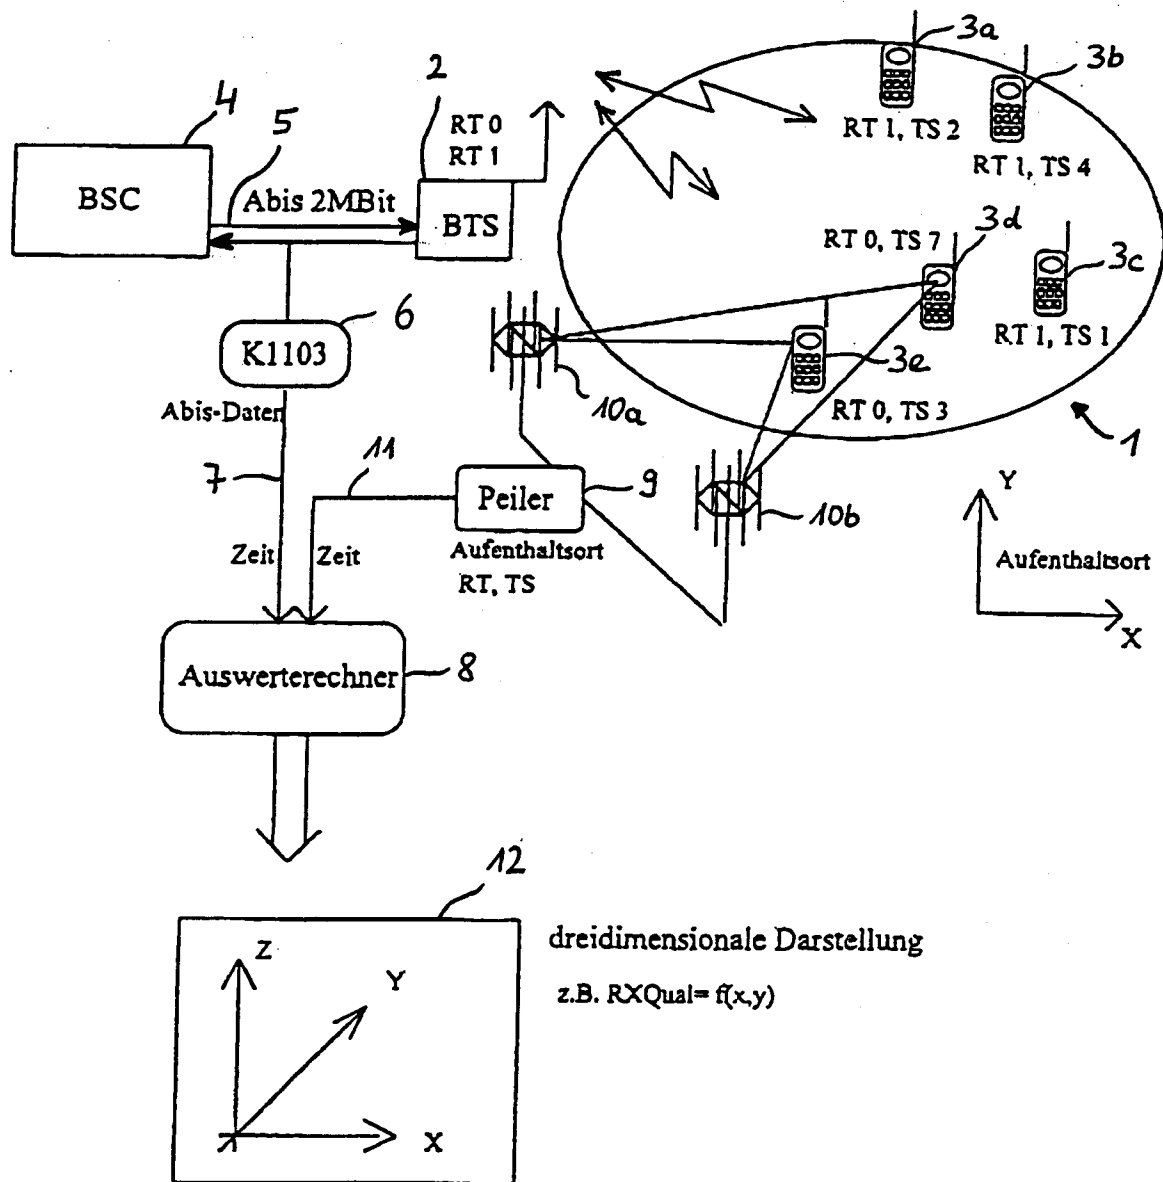 3a
3b
2
4
5
RT 0
RT 1
RT 1, TS 2
RT 1, TS 4
BSC
Abis 2MBit
BTS
RT 0, TS 7
3d
3c
6
K1103
RT 1, TS 1
3e
10a
RT 0, TS 3
Abis-Daten
1
11
7
Peiler
9
10b
Y
Zeit
Zeit
Aufenthaltsort
RT, TS
Aufenthaltsort
X
Auswerterechner
8
12
dreidimensionale Darstellung
z.B. RXQual= f(x,y)
Z
Y
X